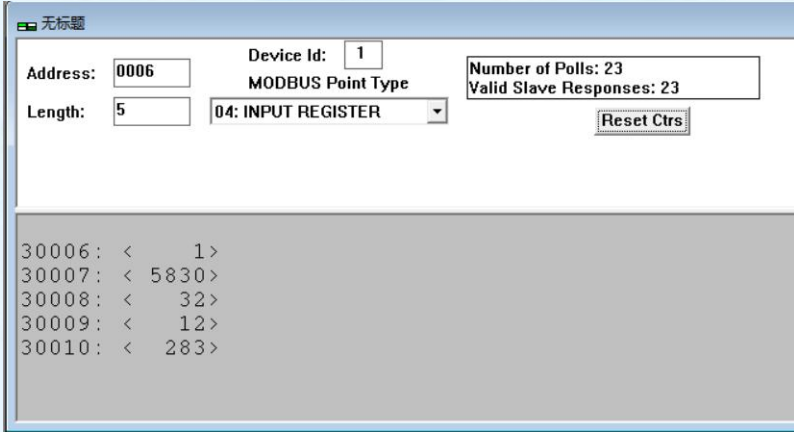 无标题
Device Id: 1
Address: 0006
MODBUS Point Type
Number of Polls: 23
Valid Slave Responses: 23
Length: 5
04: INPUT REGISTER
Reset Ctrs
30006: <     1>
30007: <  5830>
30008: <    32>
30009: <    12>
30010: <   283>